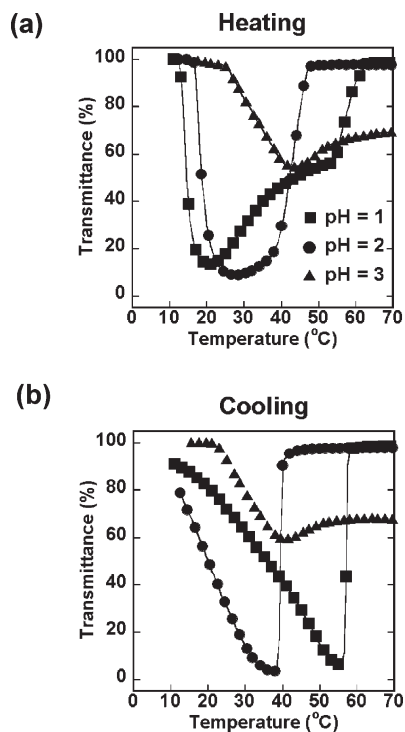 (a)
Heating
Transmittance (%)
100
80
60
40
20
0
pH = 1
pH = 2
pH = 3
0 10 20 30 40 50 60 70
Temperature (°C)
(b)
Cooling
Transmittance (%)
100
80
60
40
20
0
0 10 20 30 40 50 60 70
Temperature (°C)